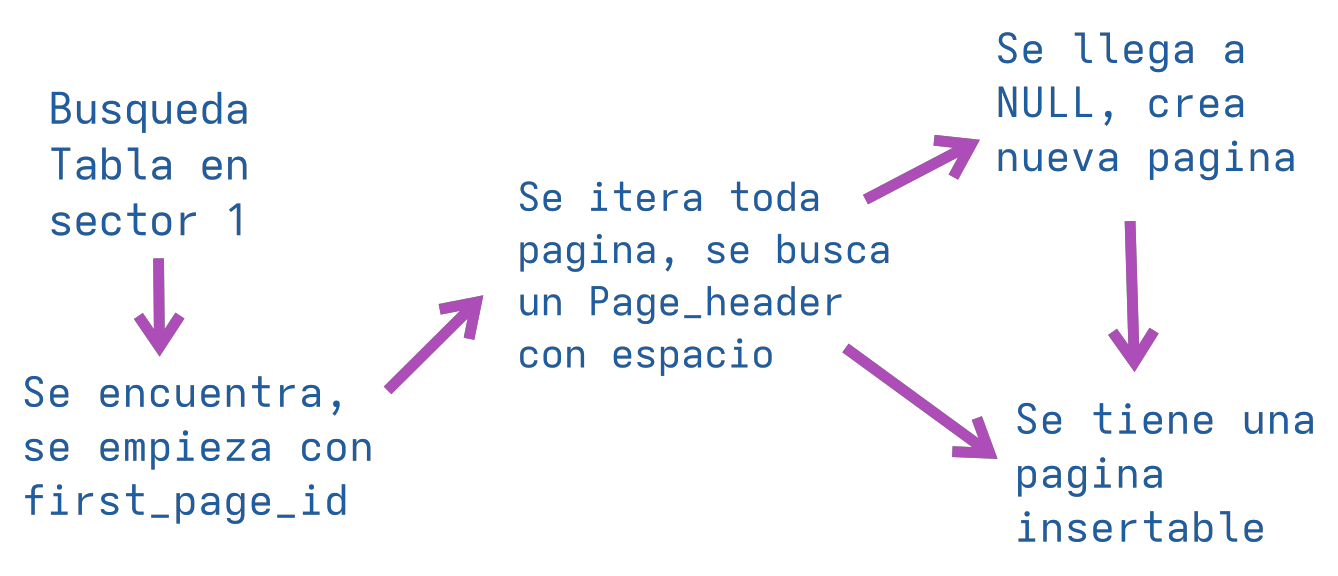 Busqueda
Tabla en
sector 1
Se encuentra,
se empieza con
first_page_id
Se itera toda
pagina, se busca
un Page_header
con espacio
Se llega a
NULL, crea
nueva pagina
Se tiene una
pagina
insertable